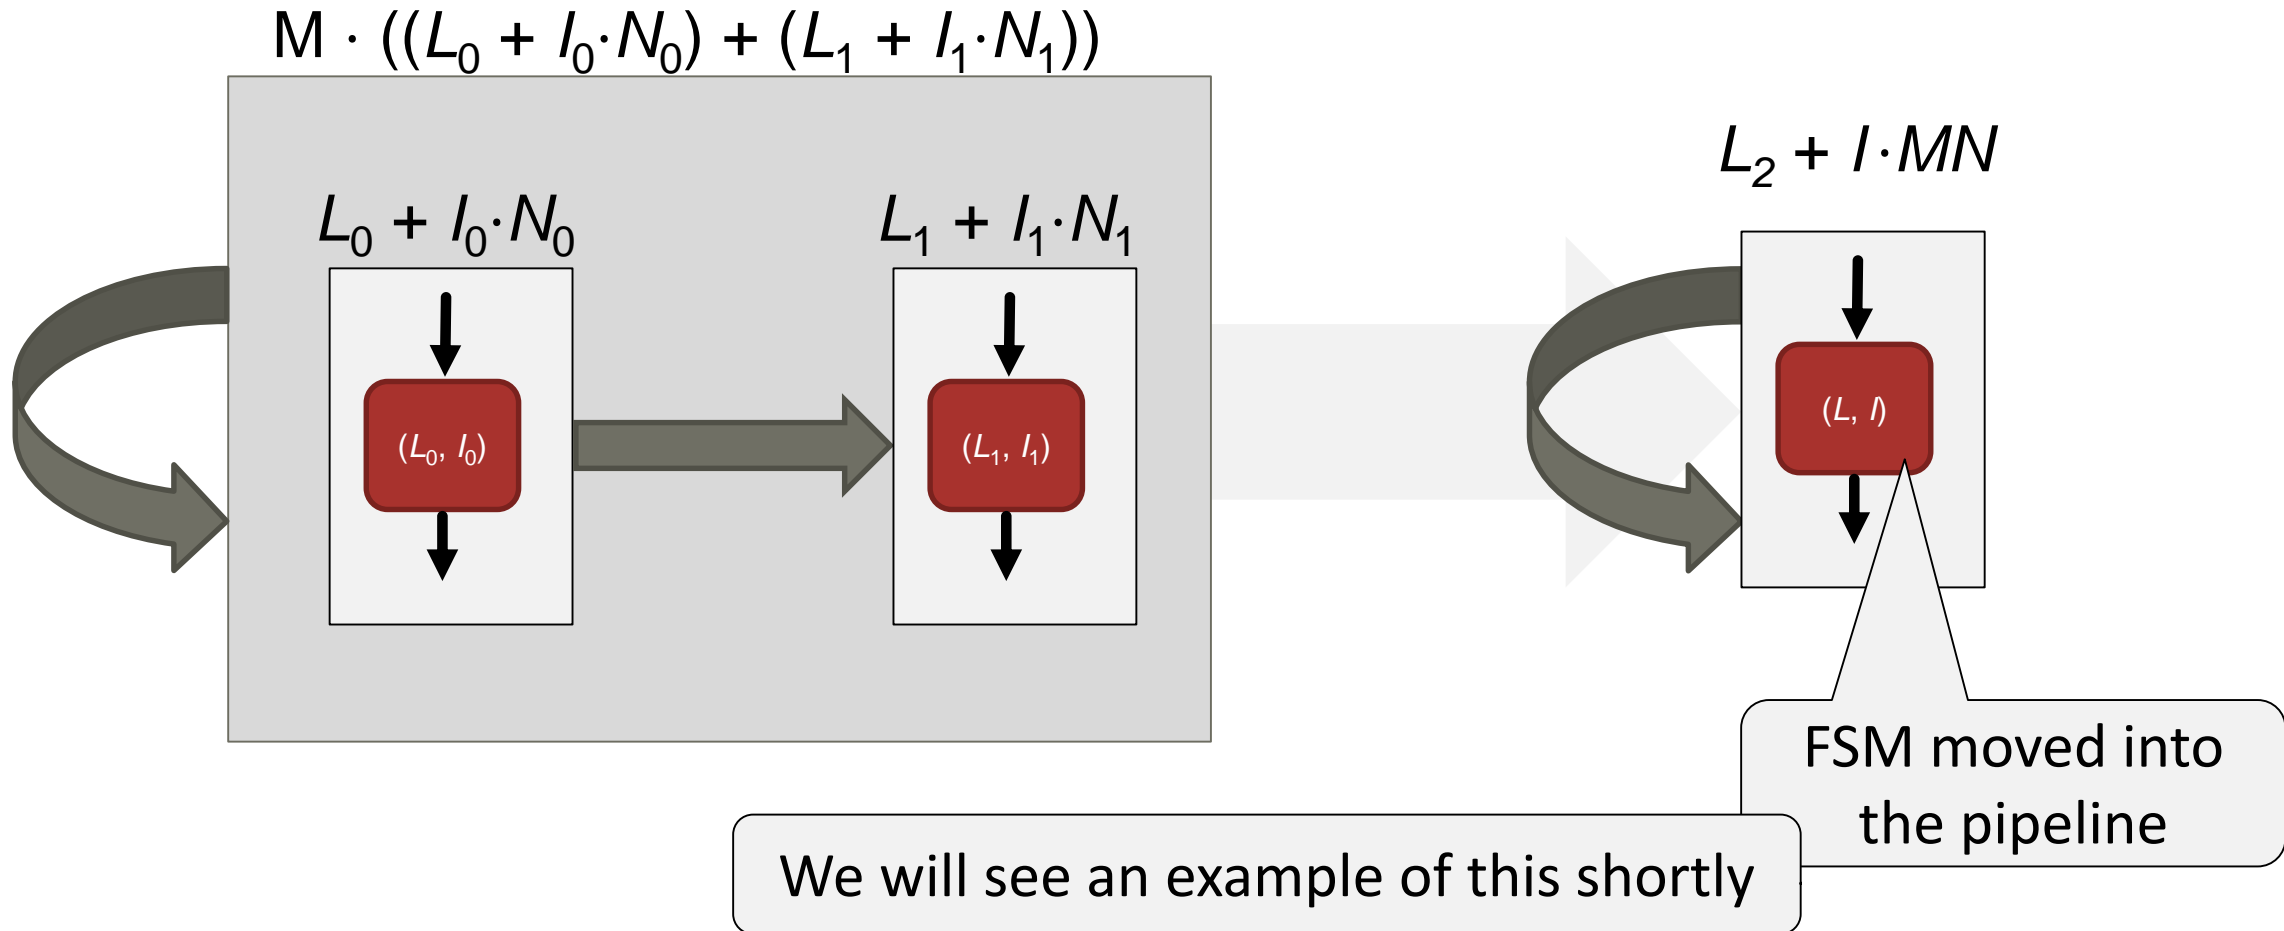 M · ((L₀ + I₀·N₀) + (L₁ + I₁·N₁))
L₀ + I₀·N₀
L₁ + I₁·N₁
L₂ + I·MN
(L₀, I₀)
(L₁, I₁)
(L, I)
FSM moved into
the pipeline
We will see an example of this shortly